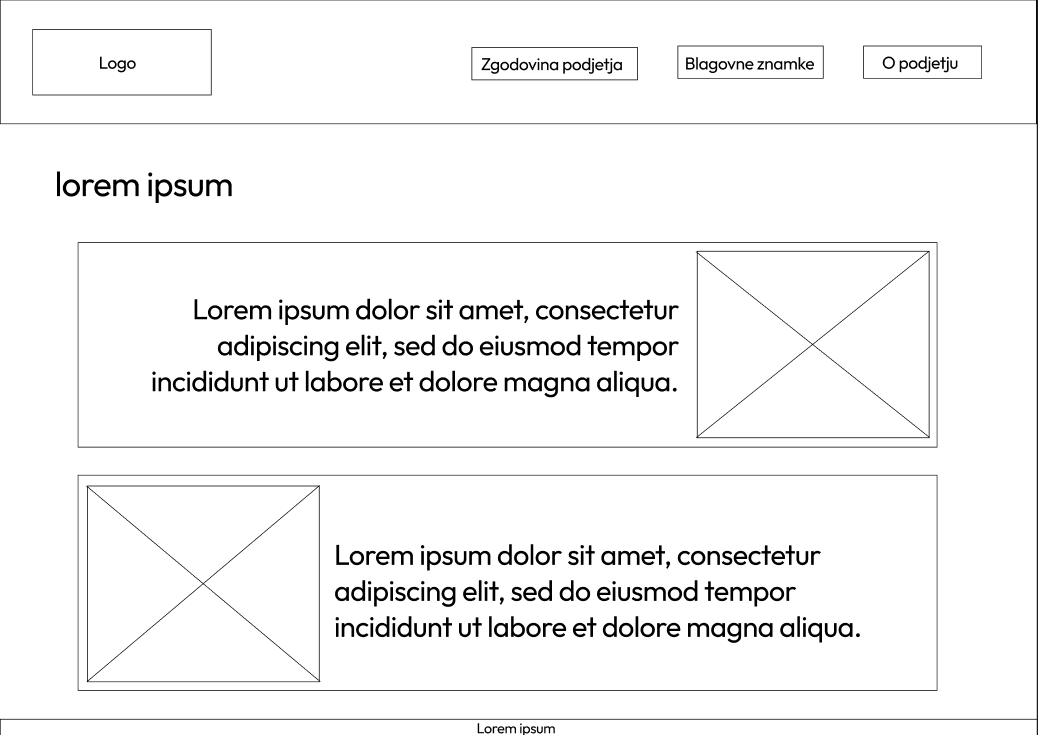 Logo
Zgodovina podjetja
Blagovne znamke
O podjetju
lorem ipsum
Lorem ipsum dolor sit amet, consectetur
adipiscing elit, sed do eiusmod tempor
incididunt ut labore et dolore magna aliqua.
Lorem ipsum dolor sit amet, consectetur
adipiscing elit, sed do eiusmod tempor
incididunt ut labore et dolore magna aliqua.
Lorem ipsum